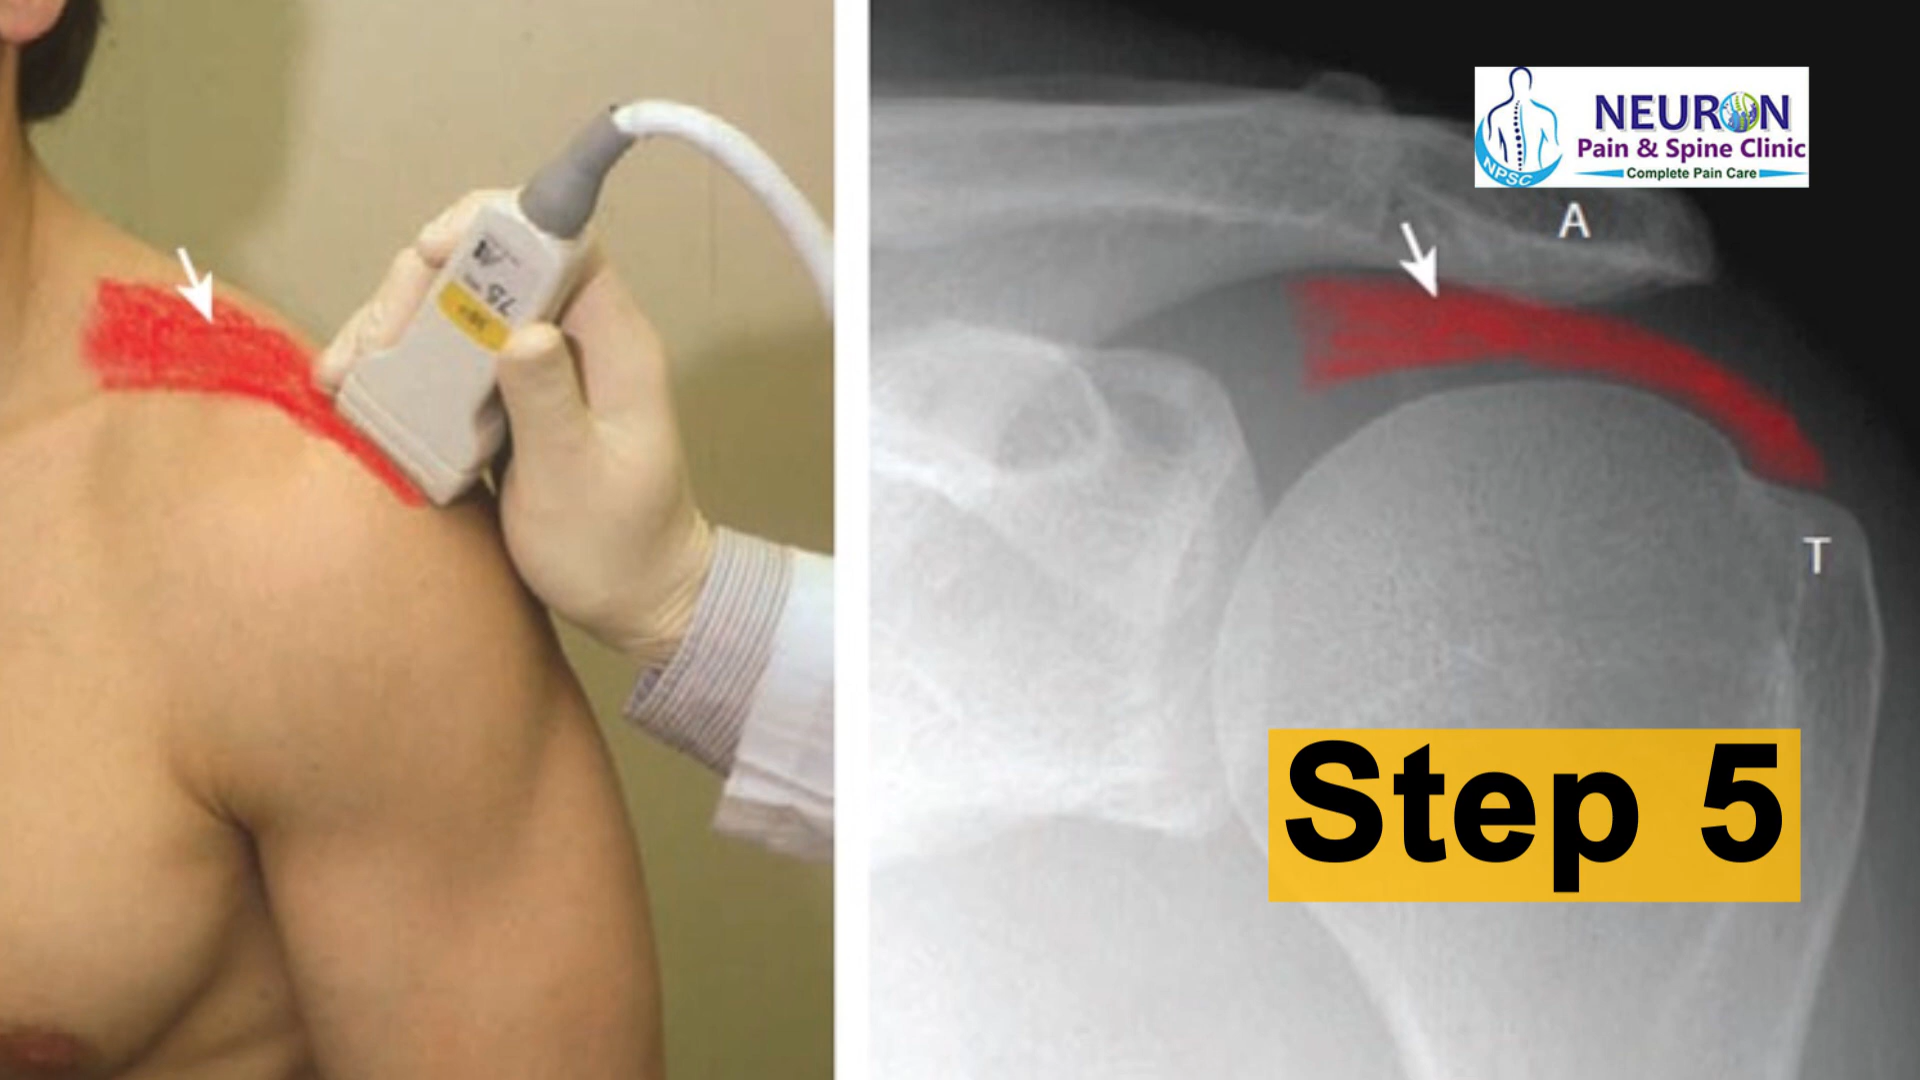 NEURON
Pain & Spine Clinic
Complete Pain Care
NPSC
A
T
Step 5